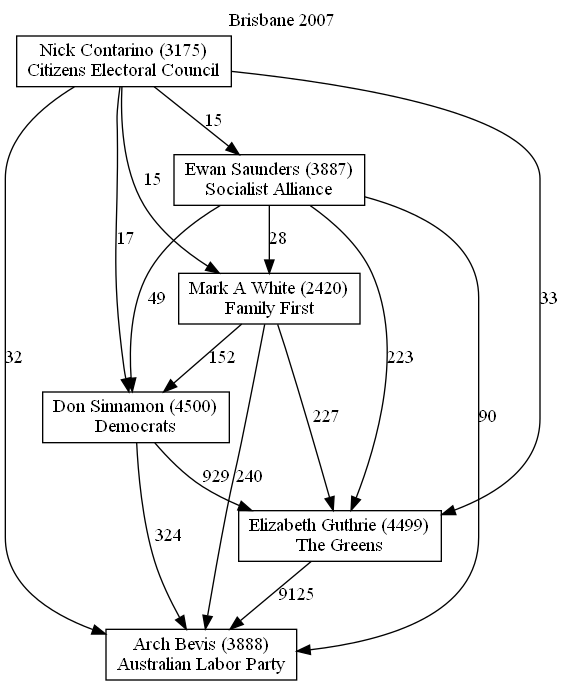 Brisbane 2007
Nick Contarino (3175)
Citizens Electoral Council
15
Ewan Saunders (3887)
Socialist Alliance
15
17
28
Mark A White (2420)
Family First
49
33
32
152
223
227
90
Don Sinnamon (4500)
Democrats
929
240
324
Elizabeth Guthrie (4499)
The Greens
9125
Arch Bevis (3888)
Australian Labor Party